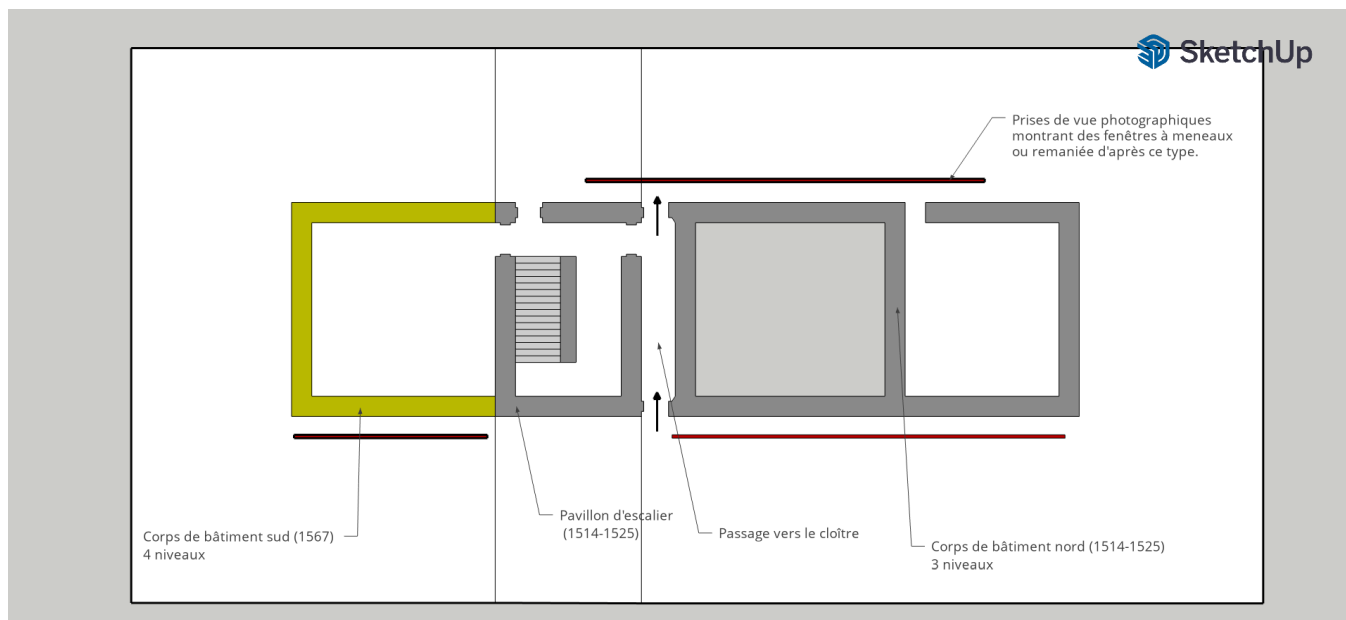 SketchUp
Prises de vue photographiques
montrant des fenêtres à meneaux
ou remaniée d'après ce type.
Corps de bâtiment sud (1567)
4 niveaux
Pavillon d'escalier
(1514-1525)
Passage vers le cloître
Corps de bâtiment nord (1514-1525)
3 niveaux